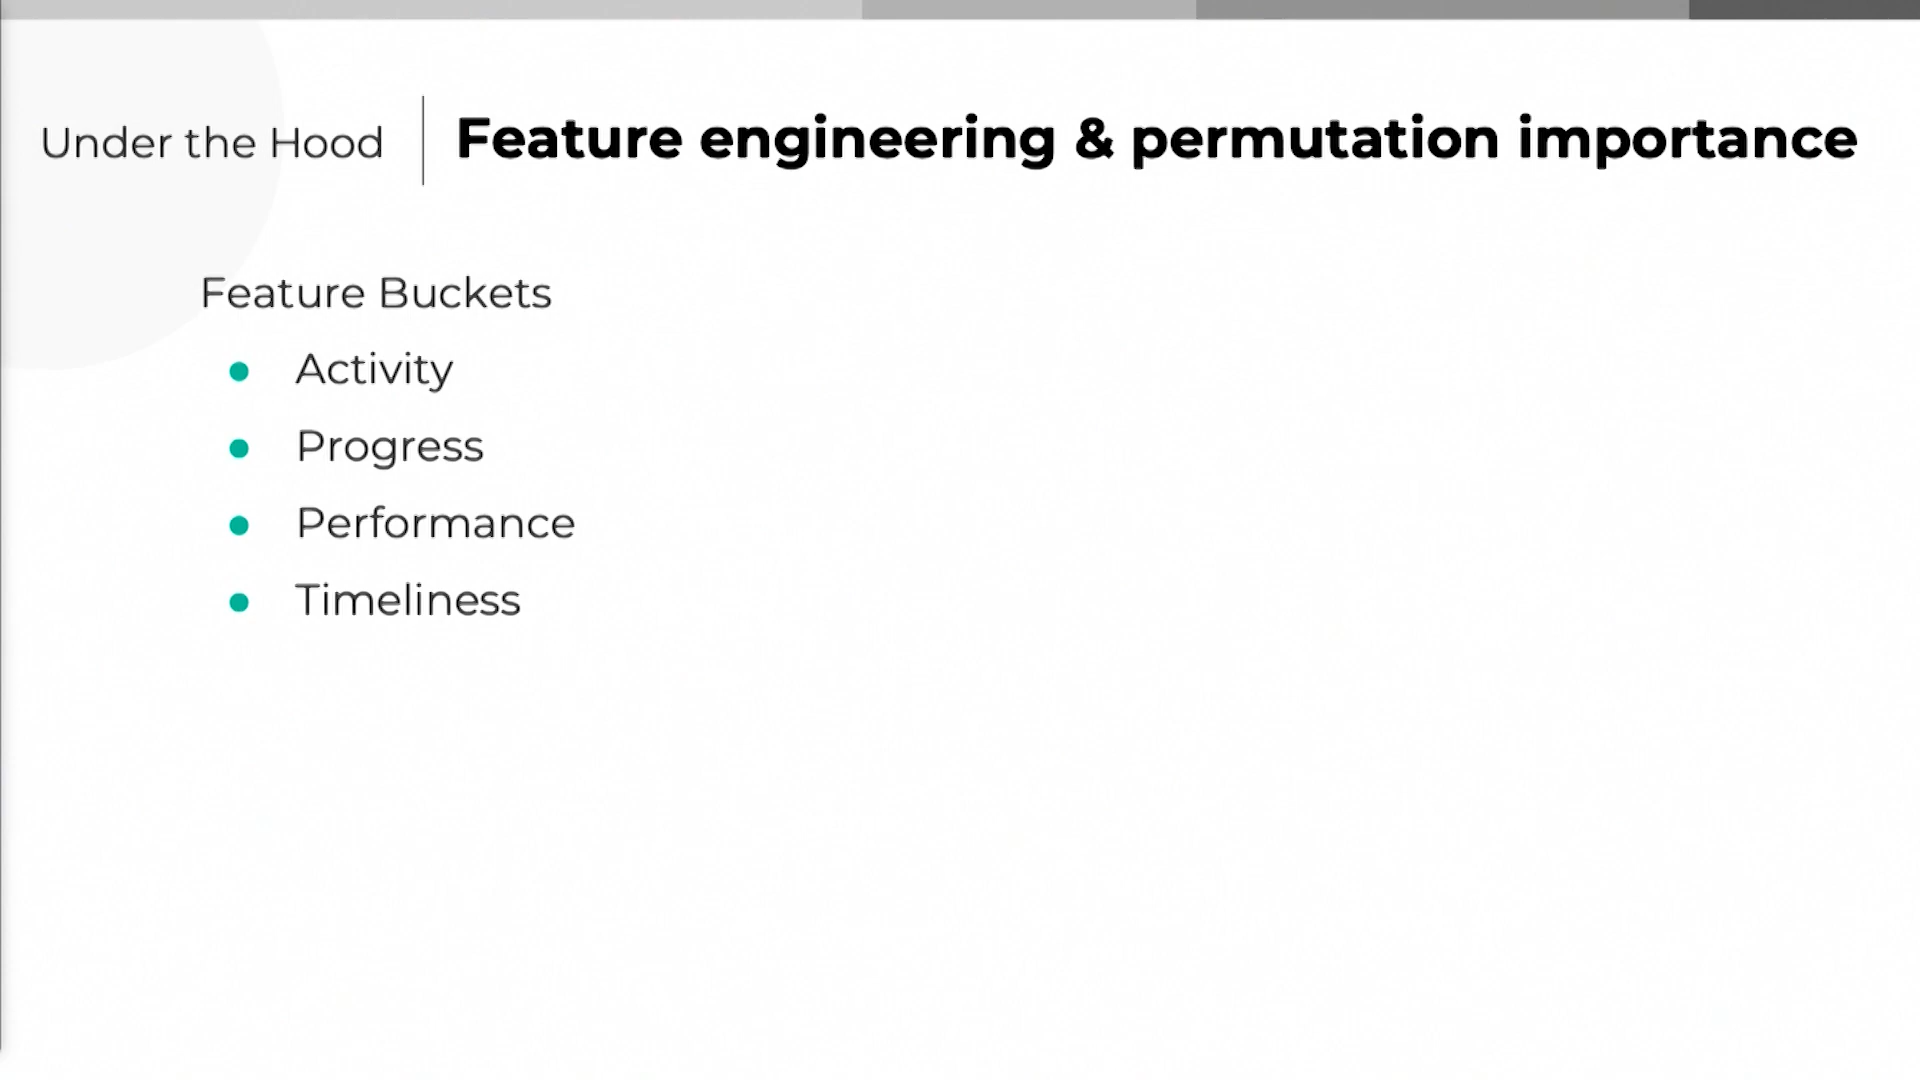 Under the Hood
Feature engineering & permutation importance
Feature Buckets
Activity
Progress
Performance
Timeliness